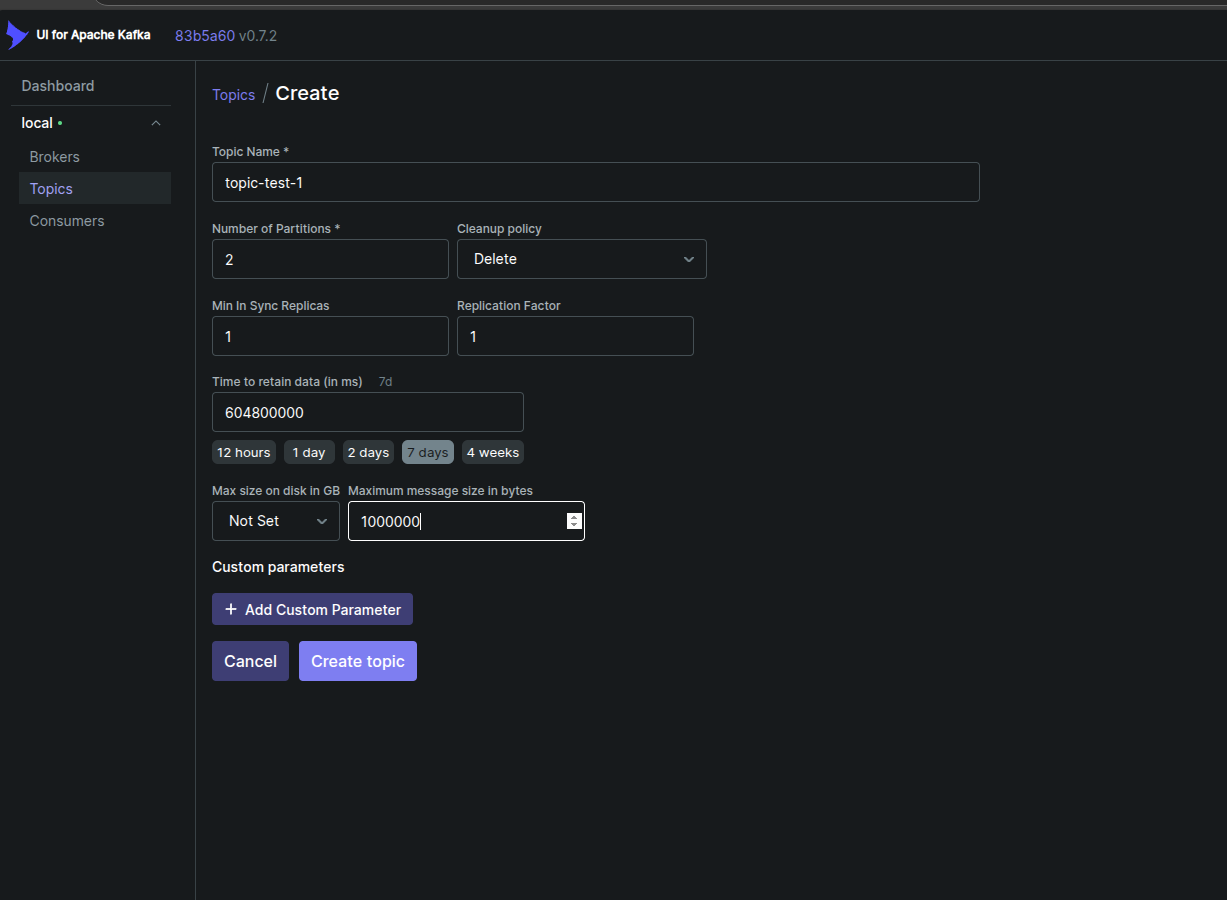 UI for Apache Kafka 83b5a60 v0.7.2
Dashboard
local
Brokers
Topics
Consumers
Topics / Create
Topic Name *
topic-test-1
Number of Partitions * Cleanup policy
2 Delete
Min In Sync Replicas Replication Factor
1 1
Time to retain data (in ms) 7d
604800000
12 hours 1 day 2 days 7 days 4 weeks
Max size on disk in GB Maximum message size in bytes
Not Set 1000000
Custom parameters
+ Add Custom Parameter
Cancel Create topic